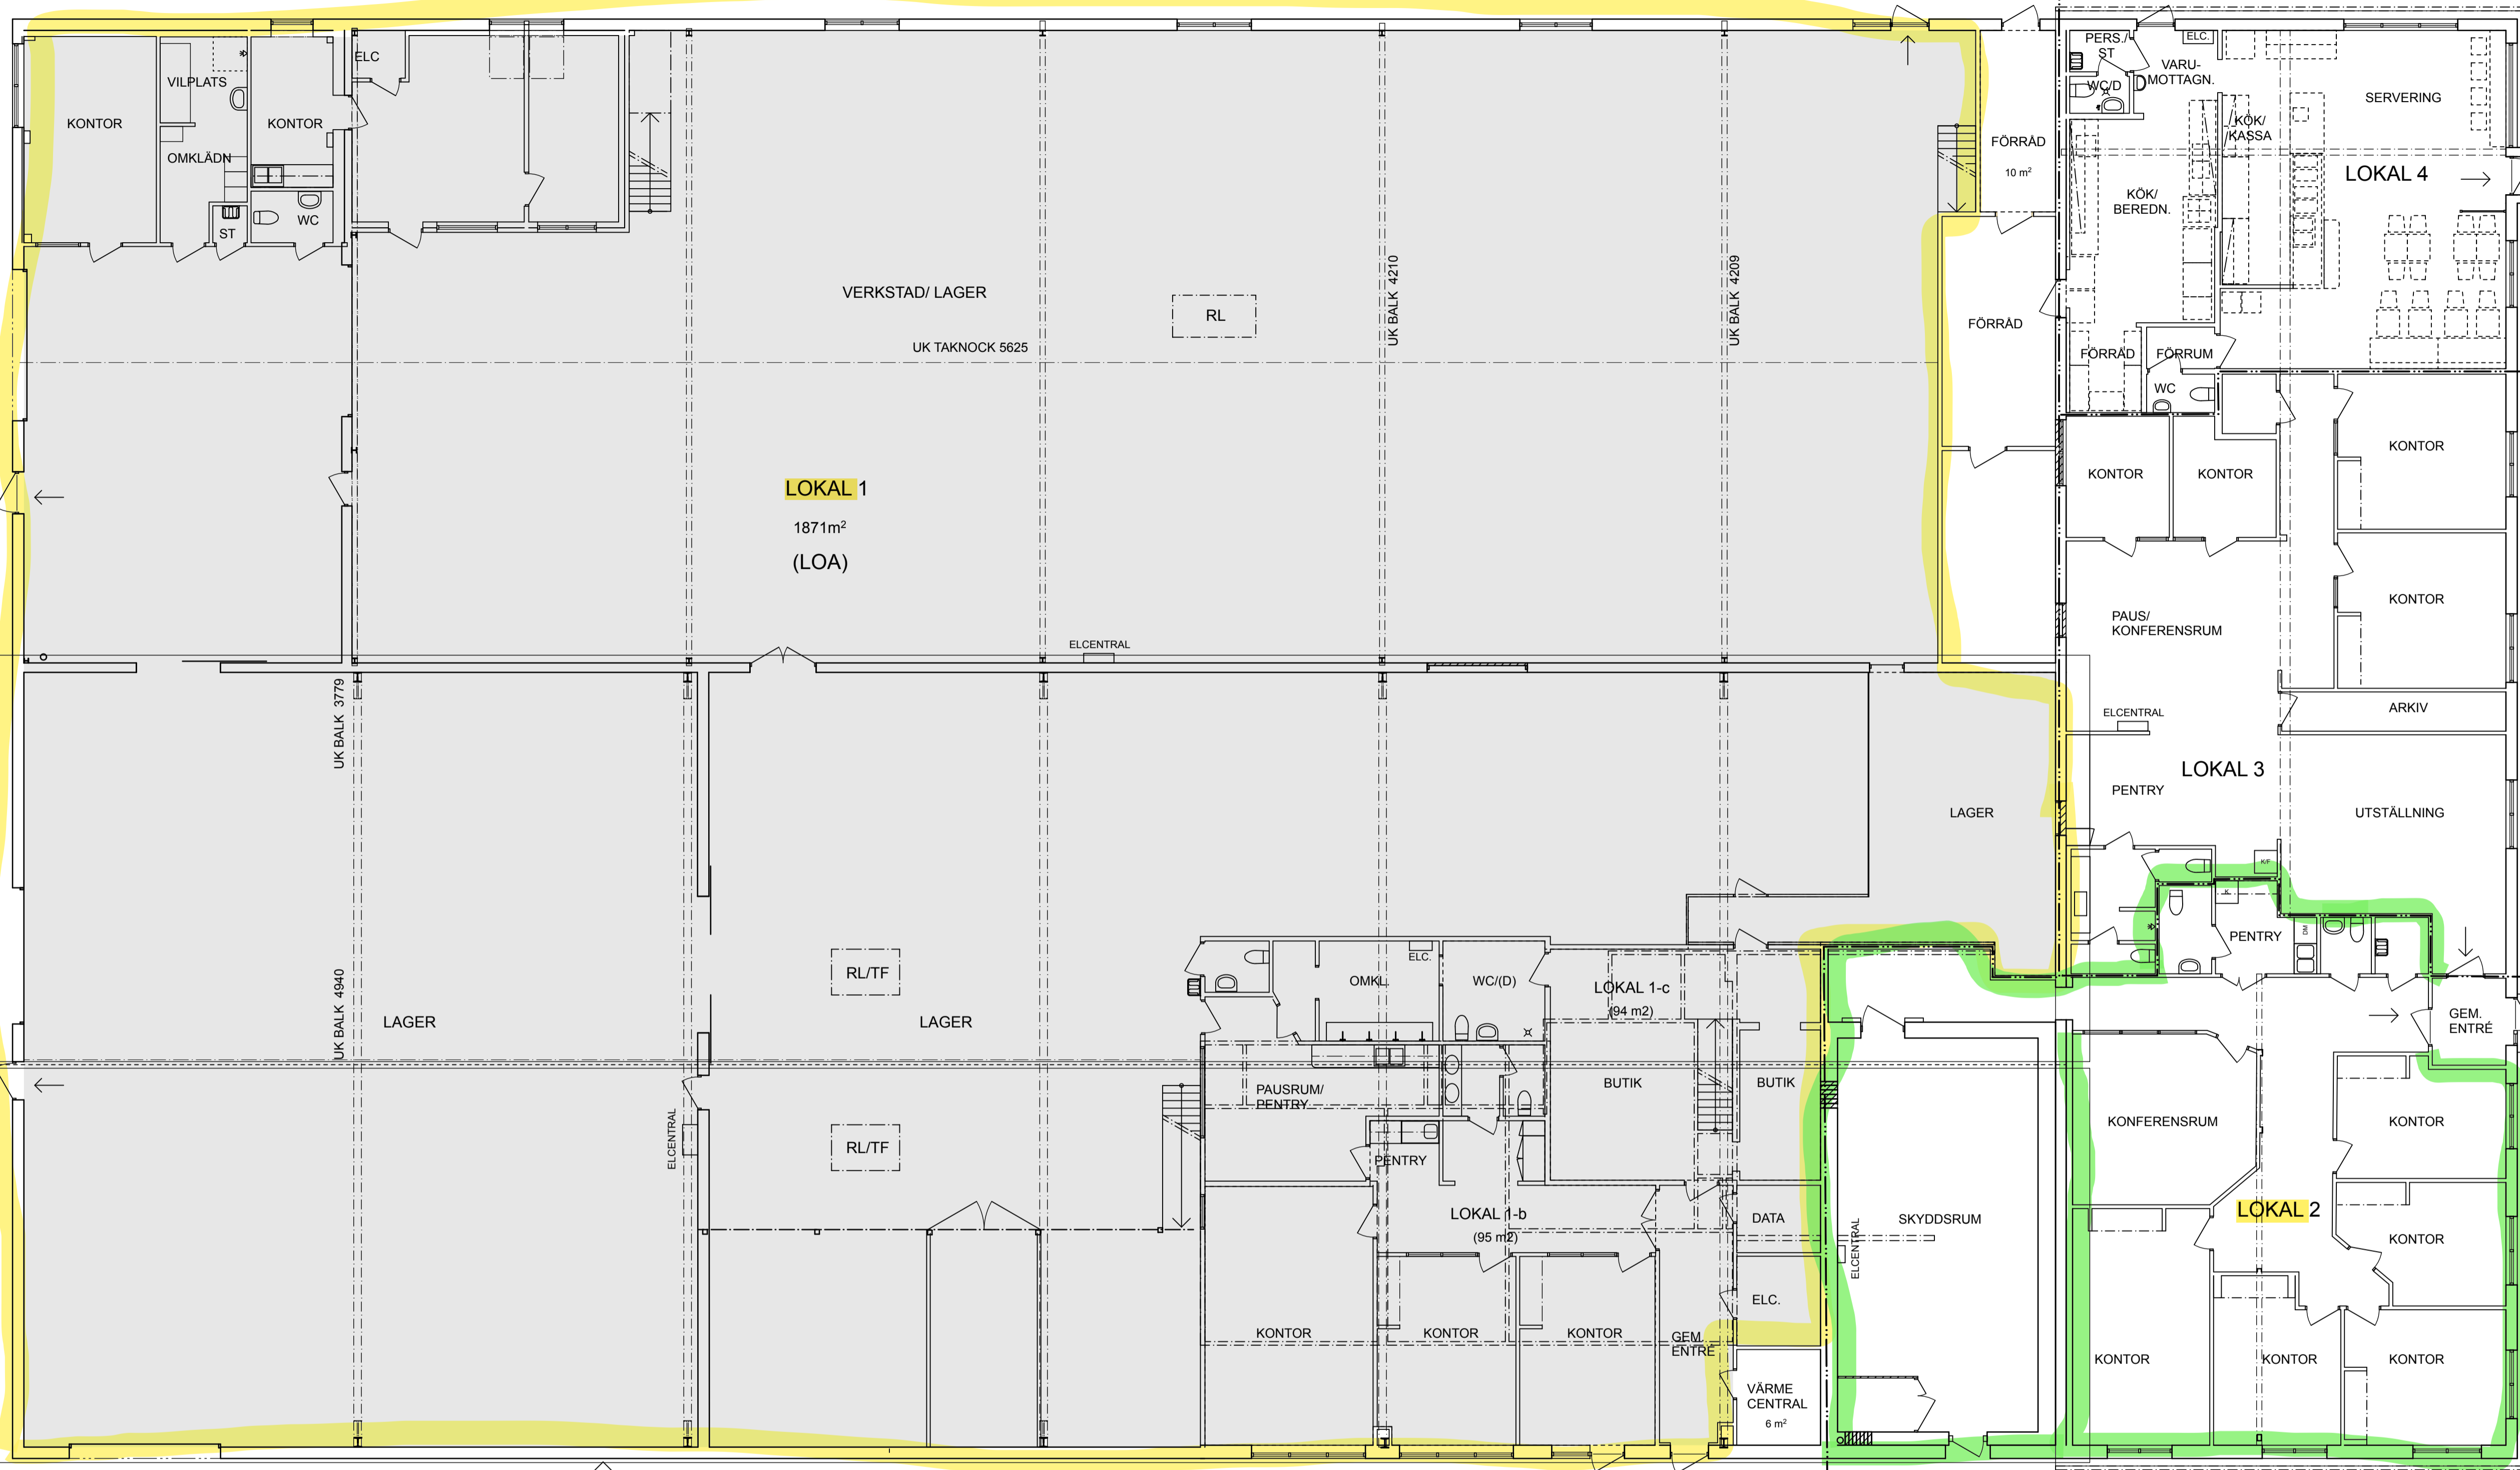 ELC
VILPLATS
KONTOR
KONTOR
OMKLÄDN
WC
ST
VERKSTAD/ LAGER
RL
UK TAKNOCK 5625
UK BALK 4210
UK BALK 4209
LOKAL 1
1871m²
(LOA)
ELCENTRAL
FÖRRÅD
10 m²
FÖRRÅD
PERS./
ST
WC/D
VARU-
MOTTAGN.
ELC.
SERVERING
KÖK/
/KASSA
LOKAL 4
KÖK/
BEREDN.
FÖRRÅD
FÖRRUM
WC
KONTOR
KONTOR
KONTOR
KONTOR
PAUS/
KONFERENSRUM
ELCENTRAL
ARKIV
LOKAL 3
PENTRY
UTSTÄLLNING
K/F
K
PENTRY
DM
UK BALK 3779
UK BALK 4940
LAGER
ELCENTRAL
RL/TF
LAGER
RL/TF
LAGER
OMKL.
ELC.
WC/(D)
LOKAL 1-c
(94 m2)
PAUSRUM/
PENTRY
BUTIK
BUTIK
PENTRY
LOKAL 1-b
(95 m2)
DATA
ELC.
KONTOR
KONTOR
KONTOR
GEM.
ENTRÉ
VÄRME
CENTRAL
6 m²
SKYDDSRUM
ELCENTRAL
GEM.
ENTRÉ
KONFERENSRUM
KONTOR
LOKAL 2
KONTOR
KONTOR
KONTOR
KONTOR